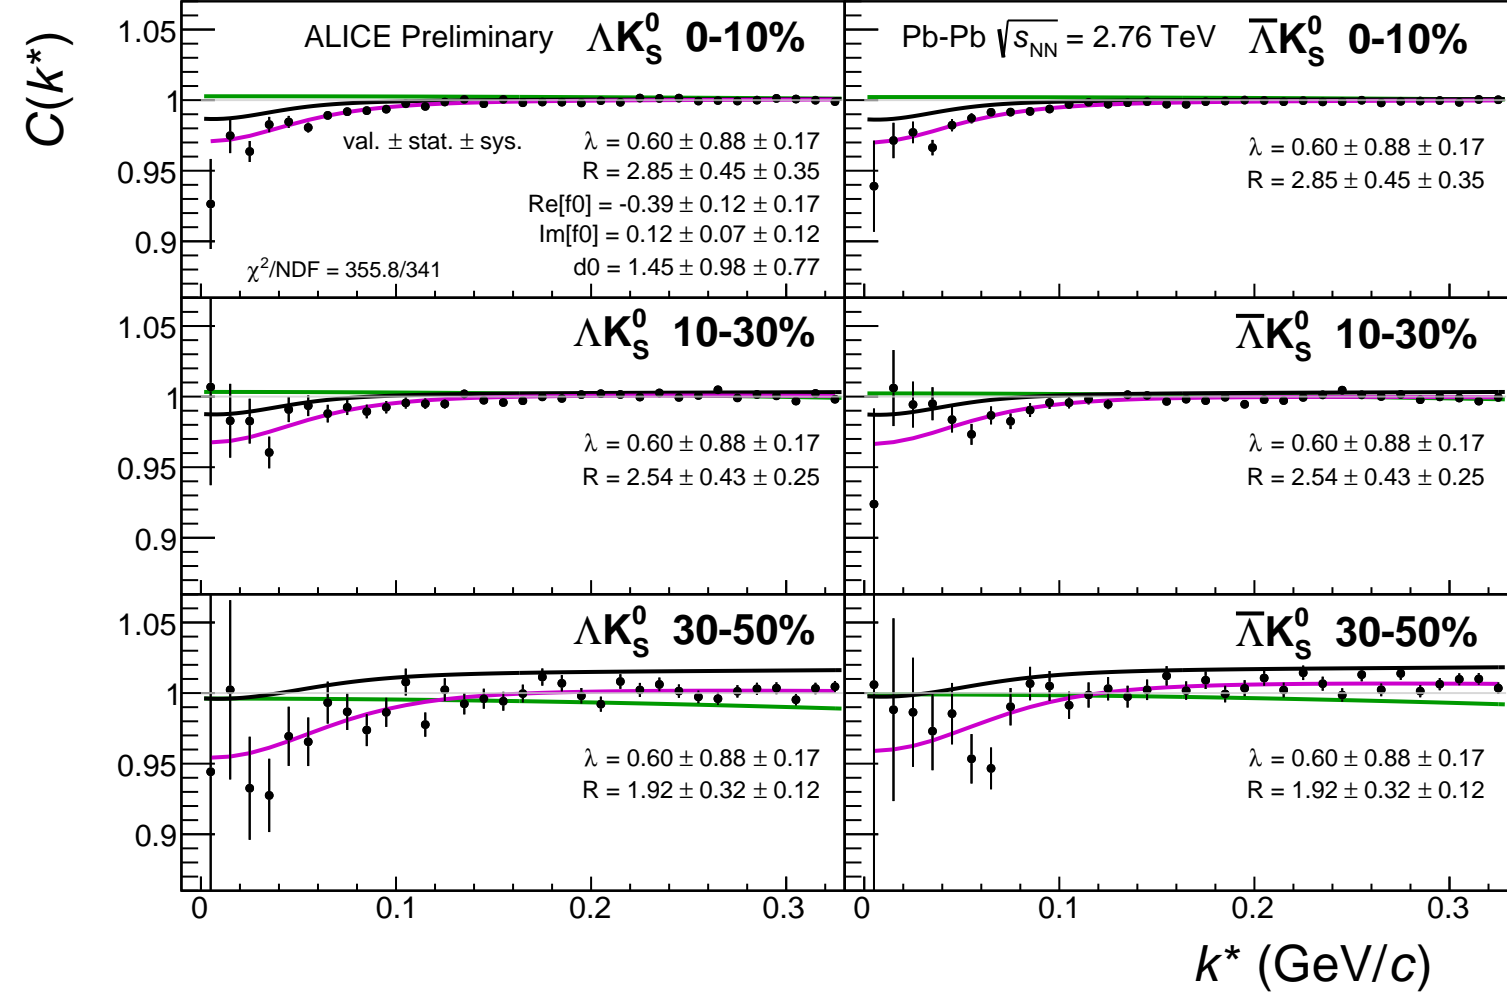 C(k*)
ALICE Preliminary ΛK⁰_S 0-10%
Pb-Pb √s_NN = 2.76 TeV Λ̅K⁰_S 0-10%
1.05
1
0.95
0.9
val. ± stat. ± sys.
λ = 0.60 ± 0.88 ± 0.17
R = 2.85 ± 0.45 ± 0.35
Re[f0] = -0.39 ± 0.12 ± 0.17
Im[f0] = 0.12 ± 0.07 ± 0.12
d0 = 1.45 ± 0.98 ± 0.77
χ²/NDF = 355.8/341
λ = 0.60 ± 0.88 ± 0.17
R = 2.85 ± 0.45 ± 0.35
ΛK⁰_S 10-30%
1.05
1
0.95
0.9
λ = 0.60 ± 0.88 ± 0.17
R = 2.54 ± 0.43 ± 0.25
Λ̅K⁰_S 10-30%
λ = 0.60 ± 0.88 ± 0.17
R = 2.54 ± 0.43 ± 0.25
ΛK⁰_S 30-50%
1.05
1
0.95
0.9
λ = 0.60 ± 0.88 ± 0.17
R = 1.92 ± 0.32 ± 0.12
Λ̅K⁰_S 30-50%
λ = 0.60 ± 0.88 ± 0.17
R = 1.92 ± 0.32 ± 0.12
0 0.1 0.2 0.3
0 0.1 0.2 0.3
k* (GeV/c)